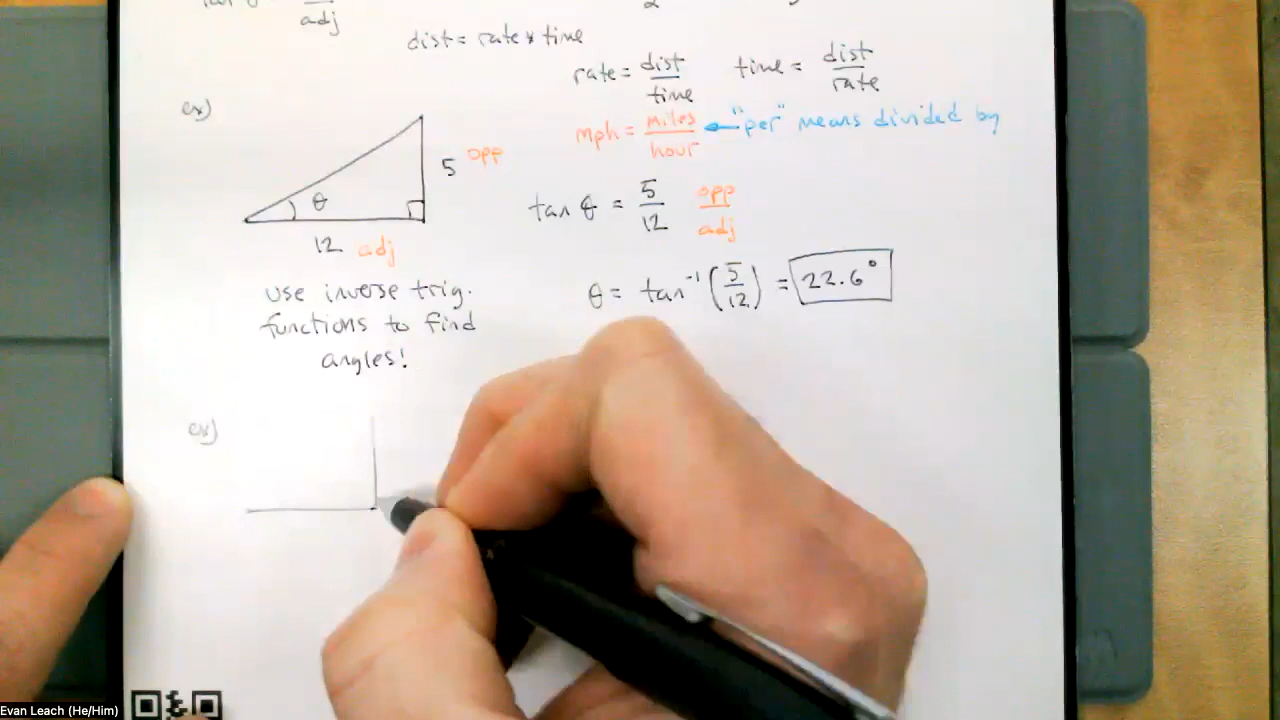 adj
2
dist = rate * time
rate = dist / time
time = dist / rate
ex)
mph = miles / hour
"per" means divided by
5 opp
θ
tan θ = 5 / 12 opp / adj
12 adj
use inverse trig.
functions to find
angles!
θ = tan⁻¹ (5 / 12) = 22.6°
ex)
Evan Leach (He/Him)